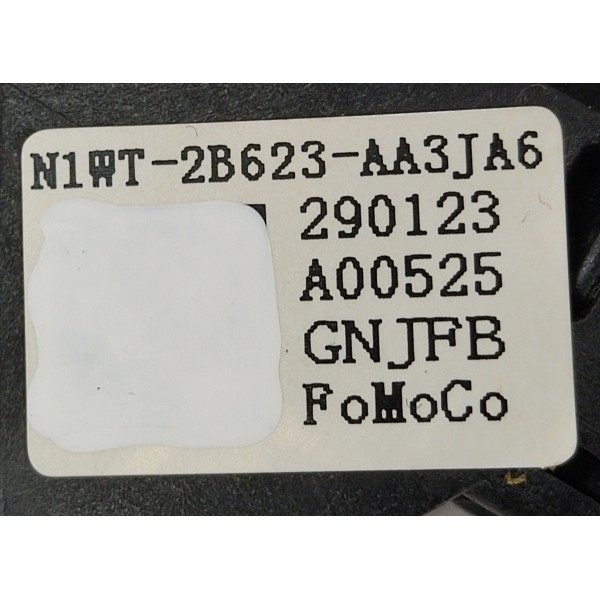 N1WT-2B623-AA3JA6
290123
A00525
GNJFB
FoMoCo